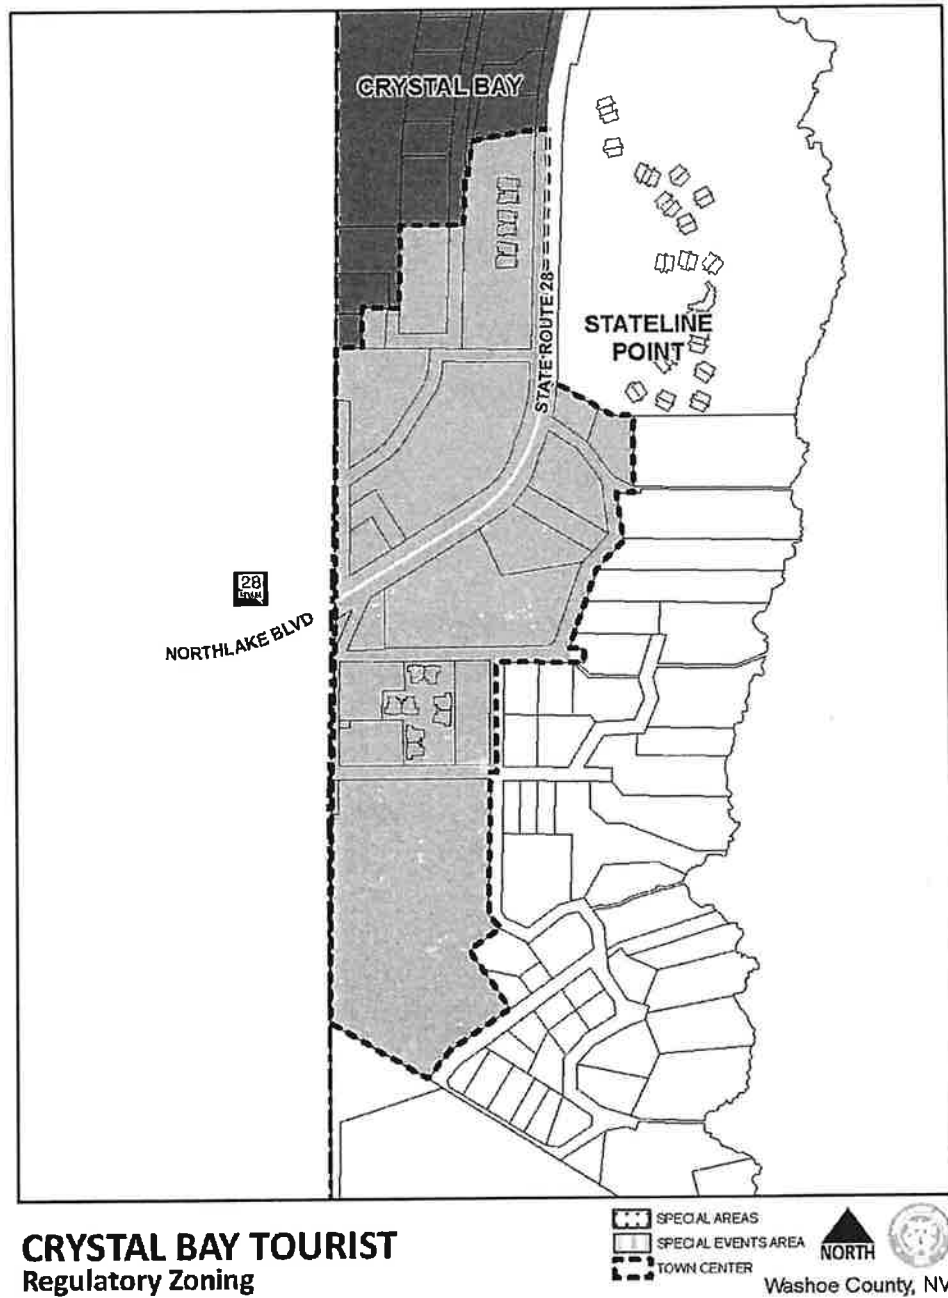 CRYSTAL BAY
STATE ROUTE 28
STATELINE
POINT
28
NORTHLAKE BLVD
CRYSTAL BAY TOURIST
Regulatory Zoning
SPECIAL AREAS
SPECIAL EVENTS AREA
TOWN CENTER
NORTH
Washoe County, NV